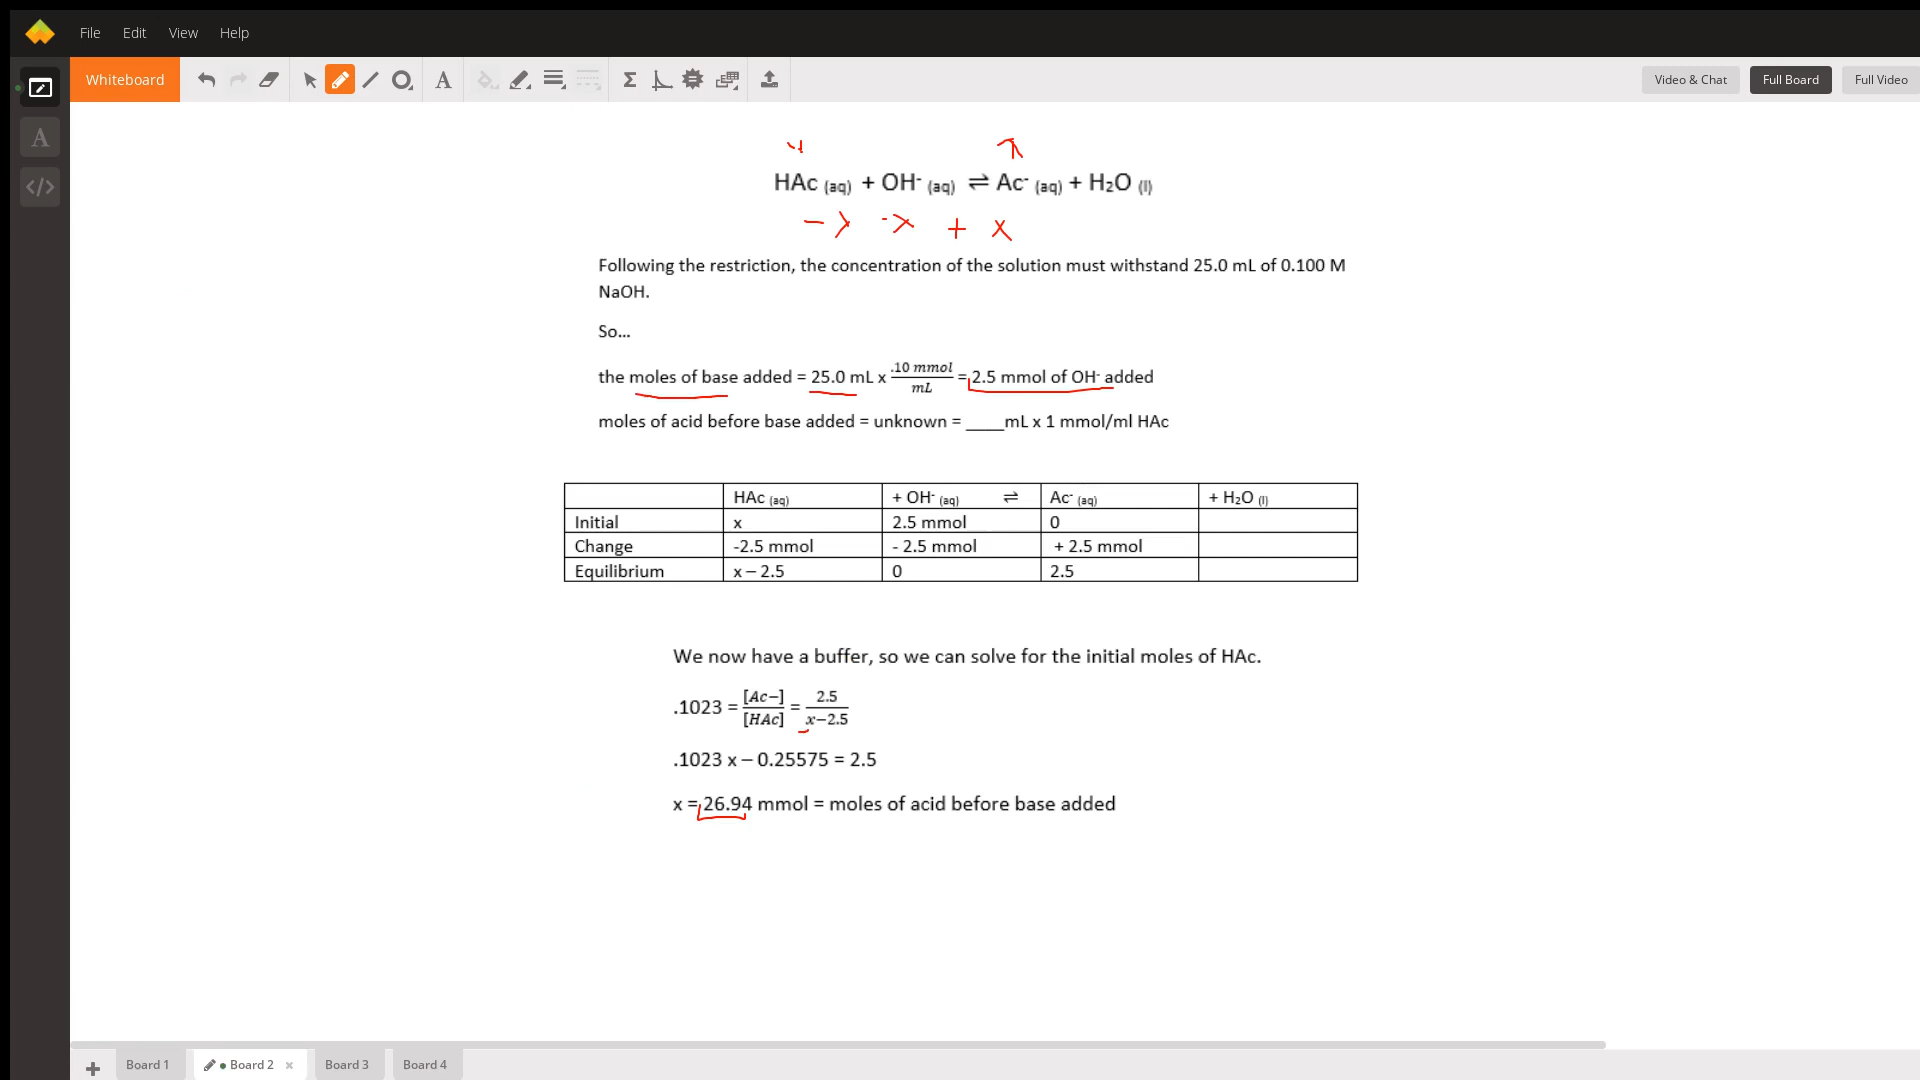 File Edit View Help
Whiteboard A Σ Video & Chat Full Board Full Video
A
</>
HAc (aq) + OH- (aq) ⇌ Ac- (aq) + H2O (l)
-x + x
Following the restriction, the concentration of the solution must withstand 25.0 mL of 0.100 M
NaOH.
So...
the moles of base added = 25.0 mL x .10 mmol/mL = 2.5 mmol of OH- added
moles of acid before base added = unknown = ____mL x 1 mmol/ml HAc
HAc (aq) + OH- (aq) ⇌ Ac- (aq) + H2O (l)
Initial x 2.5 mmol 0
Change -2.5 mmol - 2.5 mmol + 2.5 mmol
Equilibrium x – 2.5 0 2.5
We now have a buffer, so we can solve for the initial moles of HAc.
.1023 = [Ac−]/[HAc] = 2.5/x−2.5
.1023 x – 0.25575 = 2.5
x = 26.94 mmol = moles of acid before base added
+ Board 1 Board 2 × Board 3 Board 4